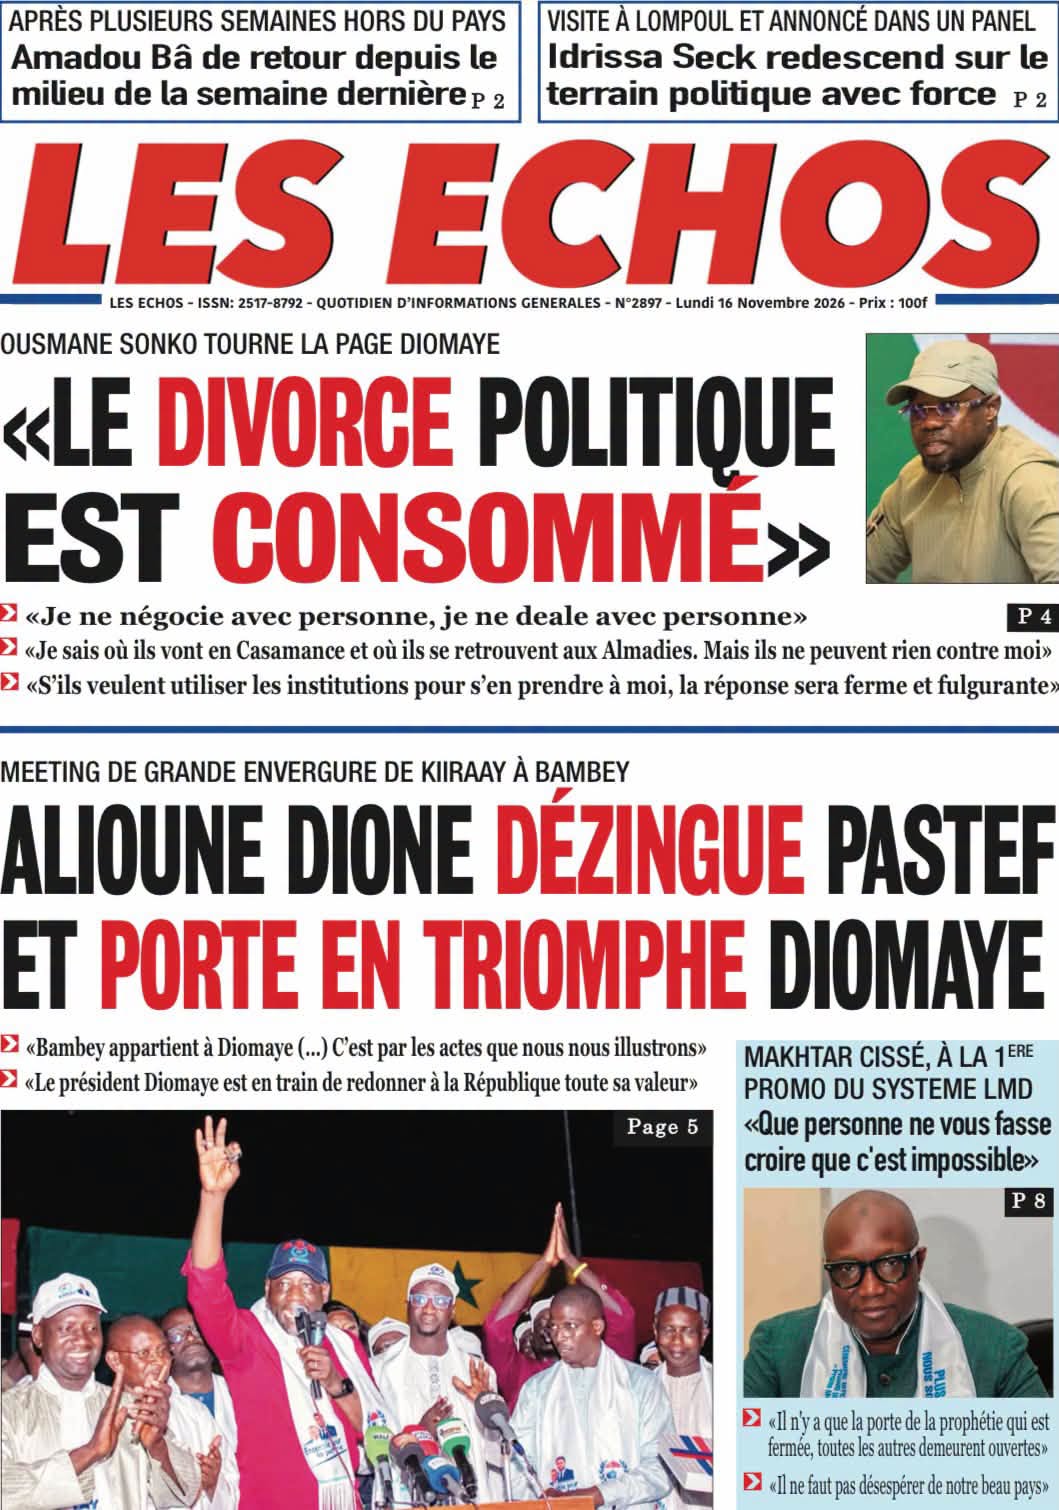 APRÈS PLUSIEURS SEMAINES HORS DU PAYS
Amadou Bâ de retour depuis le
milieu de la semaine dernière P 2
VISITE À LOMPOUL ET ANNONCÉ DANS UN PANEL
Idrissa Seck redescend sur le
terrain politique avec force P 2
LES ECHOS
LES ECHOS - ISSN: 2517-8792 - QUOTIDIEN D'INFORMATIONS GENERALES - N°2897 - Lundi 16 Novembre 2026 - Prix : 100f
OUSMANE SONKO TOURNE LA PAGE DIOMAYE
«LE DIVORCE POLITIQUE
EST CONSOMMÉ»
«Je ne négocie avec personne, je ne deale avec personne»
P 4
«Je sais où ils vont en Casamance et où ils se retrouvent aux Almadies. Mais ils ne peuvent rien contre moi»
«S'ils veulent utiliser les institutions pour s'en prendre à moi, la réponse sera ferme et fulgurante»
MEETING DE GRANDE ENVERGURE DE KIIRAAY À BAMBEY
ALIOUNE DIONE DÉZINGUE PASTEF
ET PORTE EN TRIOMPHE DIOMAYE
«Bambey appartient à Diomaye (...) C'est par les actes que nous nous illustrons»
«Le président Diomaye est en train de redonner à la République toute sa valeur»
Page 5
MAKHTAR CISSÉ, À LA 1ERE
PROMO DU SYSTEME LMD
«Que personne ne vous fasse
croire que c'est impossible»
P 8
«Il n'y a que la porte de la prophétie qui est
fermée, toutes les autres demeurent ouvertes»
«Il ne faut pas désespérer de notre beau pays»